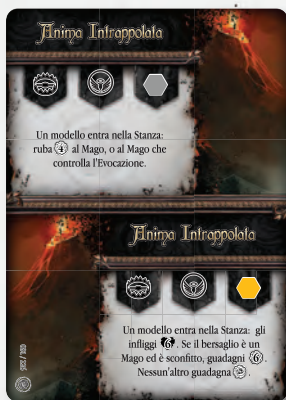 Anima Intrappolata
Un modello entra nella Stanza:
ruba 4 al Mago, o al Mago che
controlla l'Evocazione.
Anima Intrappolata
Un modello entra nella Stanza: gli
infliggi 6. Se il bersaglio è un
Mago ed è sconfitto, guadagni 6.
Nessun'altro guadagna